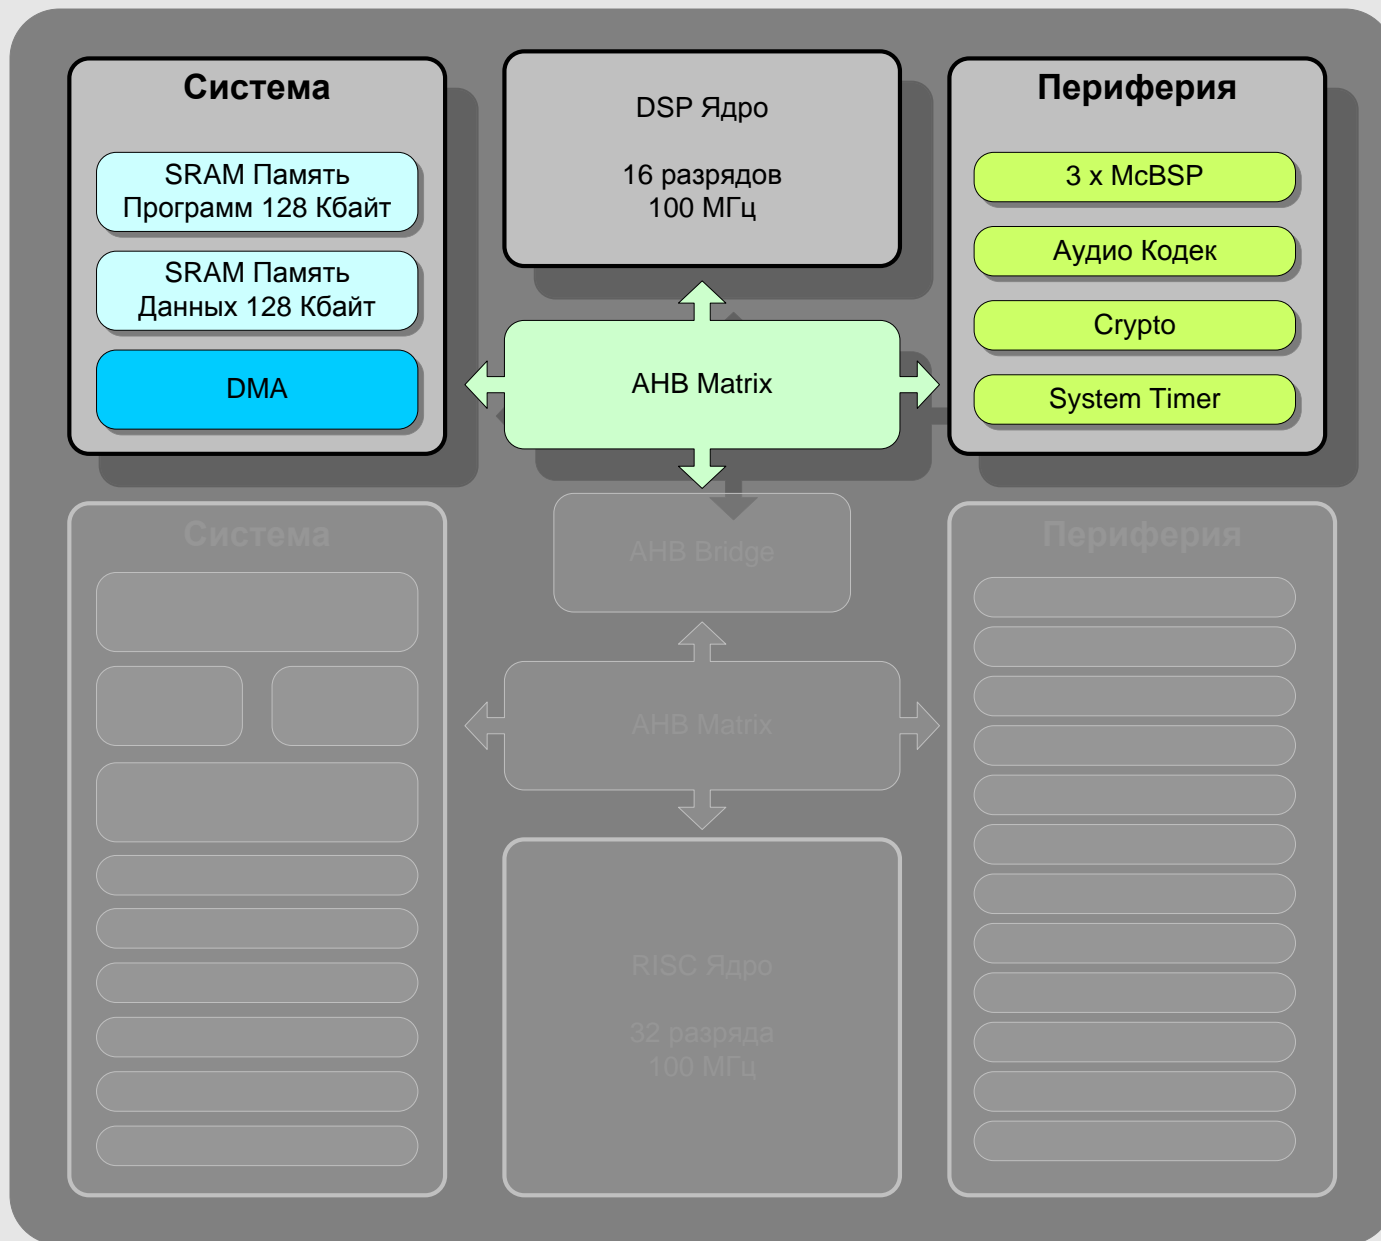 Система
SRAM Память
Программ 128 Кбайт
SRAM Память
Данных 128 Кбайт
DMA
DSP Ядро
16 разрядов
100 МГц
AHB Matrix
Периферия
3 x McBSP
Аудио Кодек
Crypto
System Timer
Система
AHB Bridge
AHB Matrix
RISC Ядро
32 разряда
100 МГц
Периферия